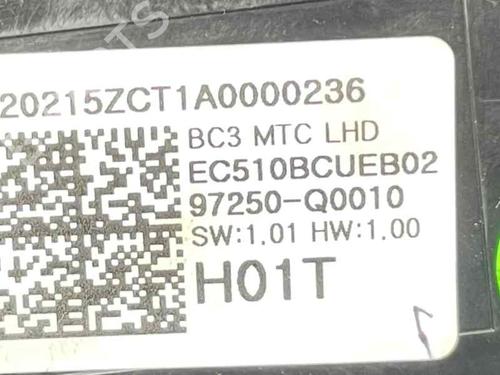 20215ZCT1A0000236
BC3 MTC LHD
EC510BCUEB02
97250-Q0010
SW:1.01 HW:1.00
H01T